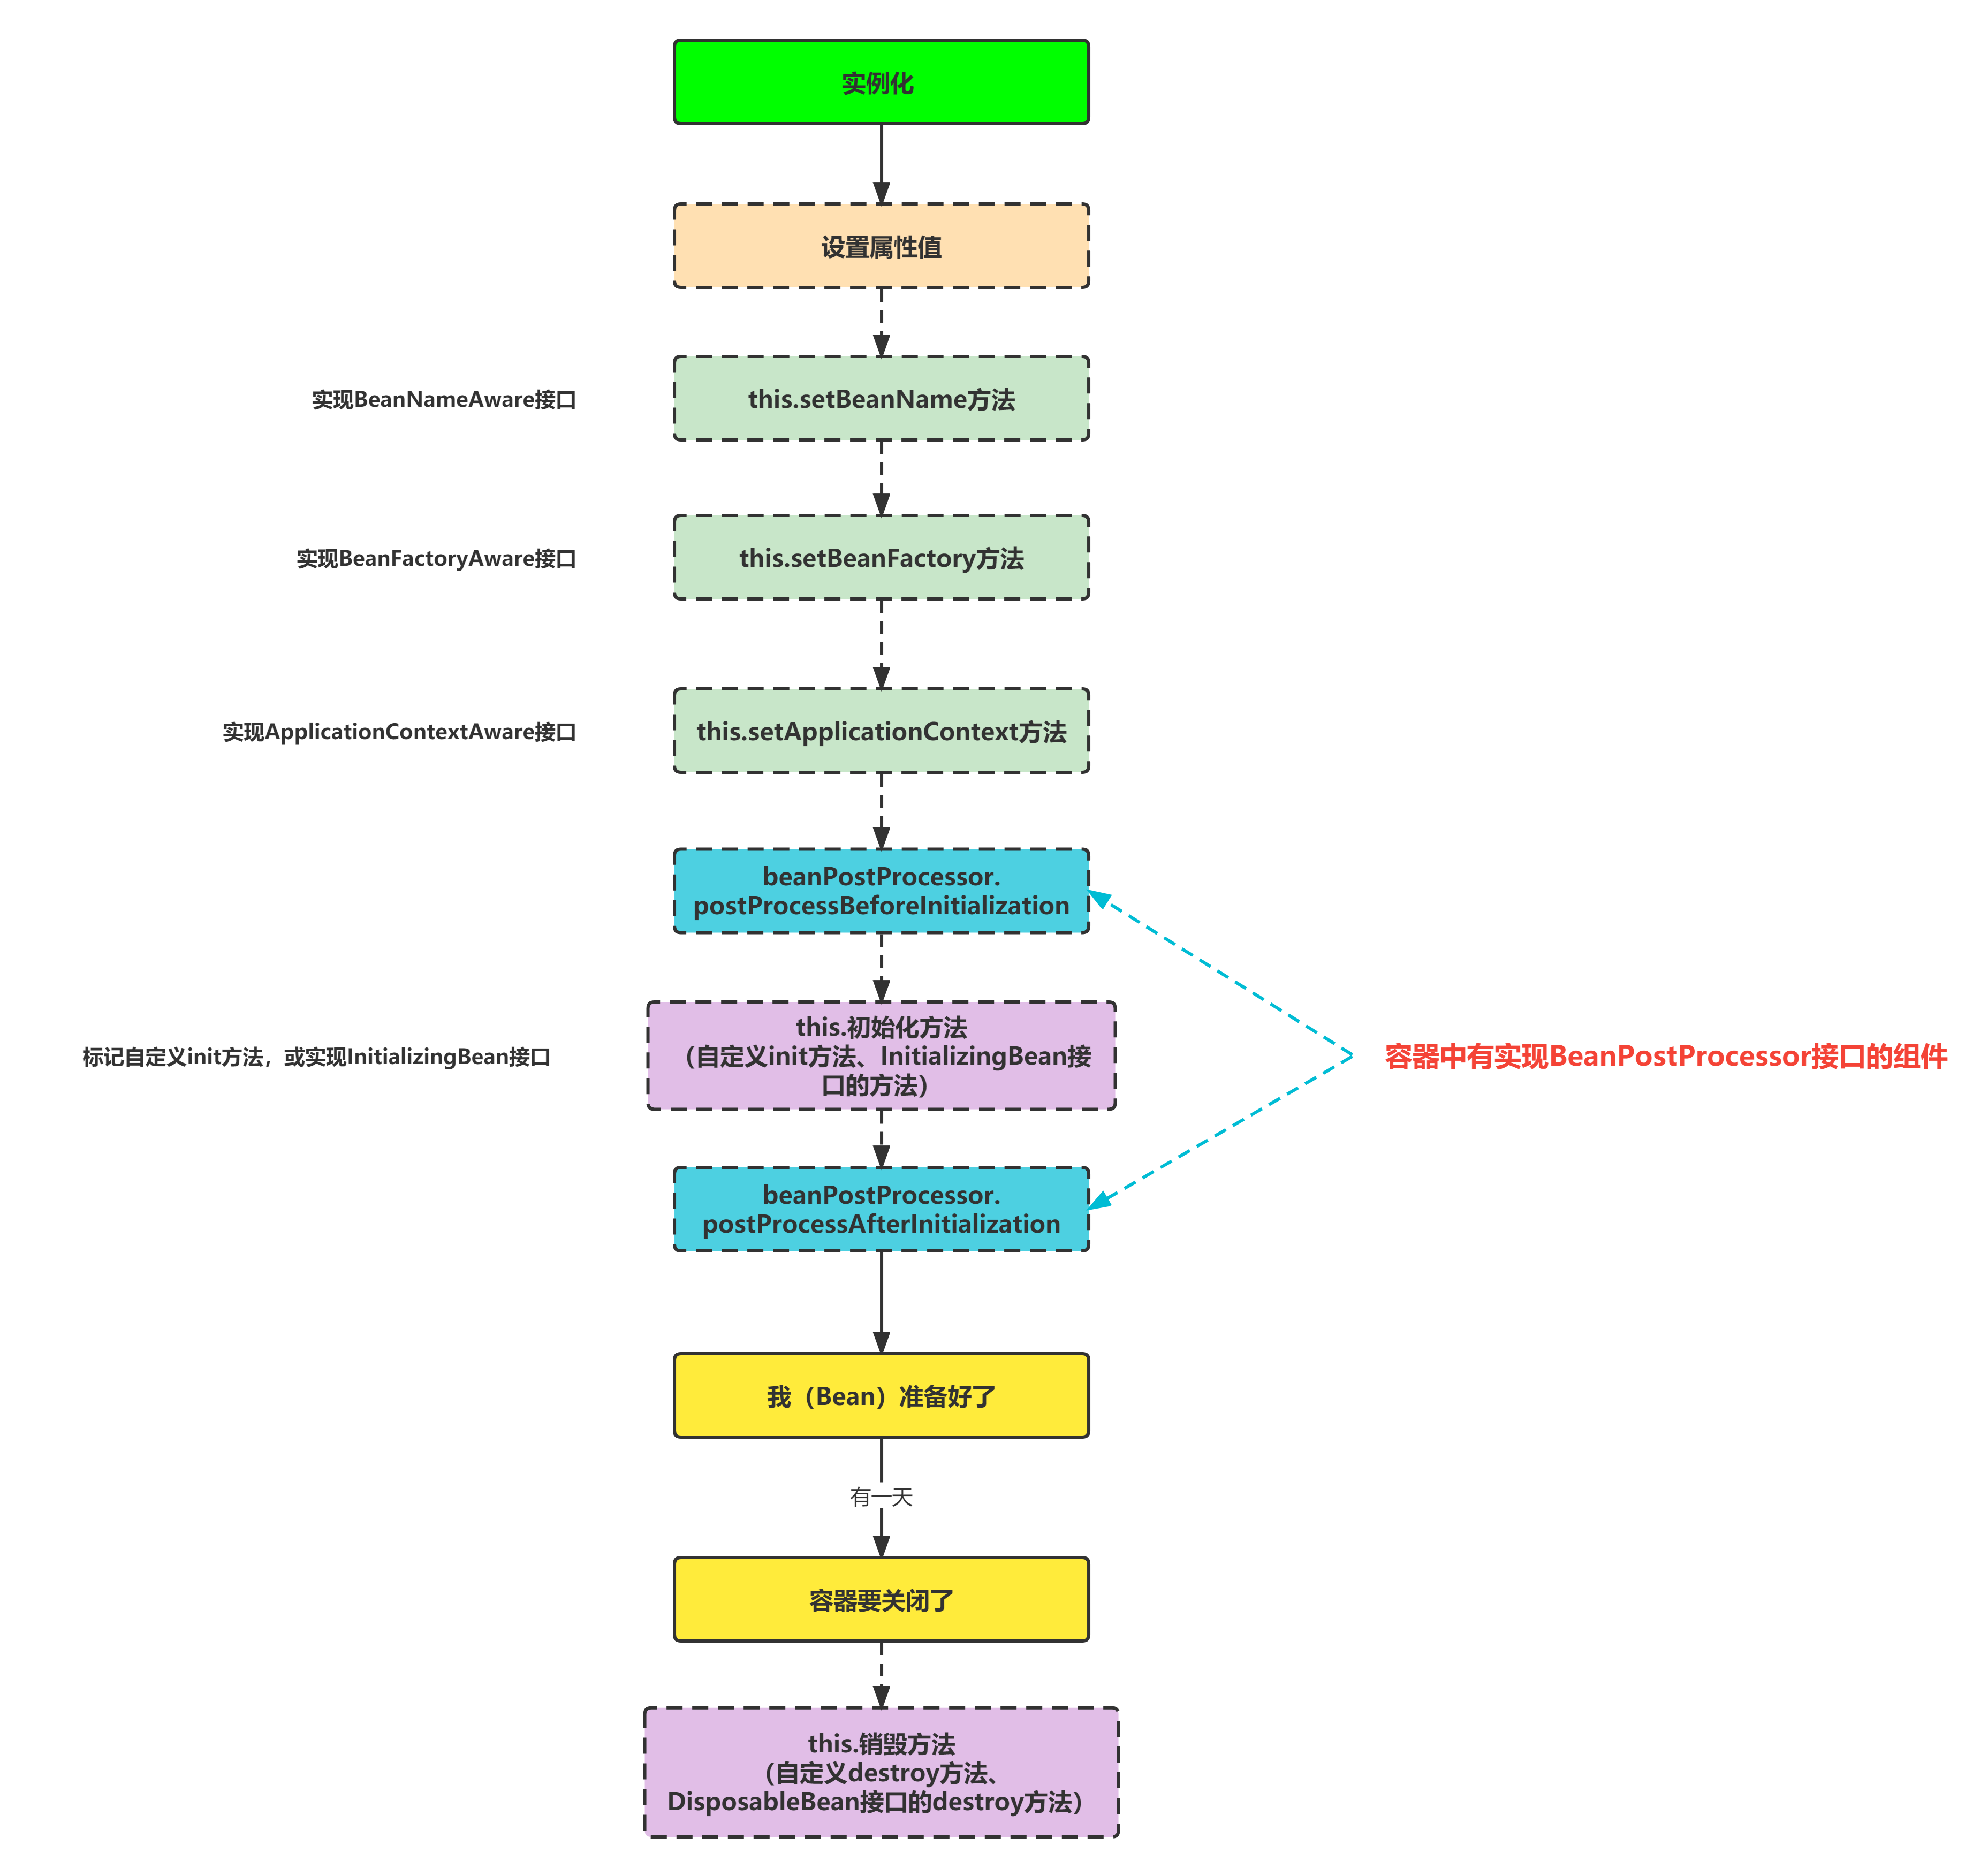 实例化
设置属性值
实现BeanNameAware接口
this.setBeanName方法
实现BeanFactoryAware接口
this.setBeanFactory方法
实现ApplicationContextAware接口
this.setApplicationContext方法
beanPostProcessor.
postProcessBeforeInitialization
标记自定义init方法，或实现InitializingBean接口
this.初始化方法
（自定义init方法、InitializingBean接
口的方法）
容器中有实现BeanPostProcessor接口的组件
beanPostProcessor.
postProcessAfterInitialization
我（Bean）准备好了
有一天
容器要关闭了
this.销毁方法
（自定义destroy方法、
DisposableBean接口的destroy方法）